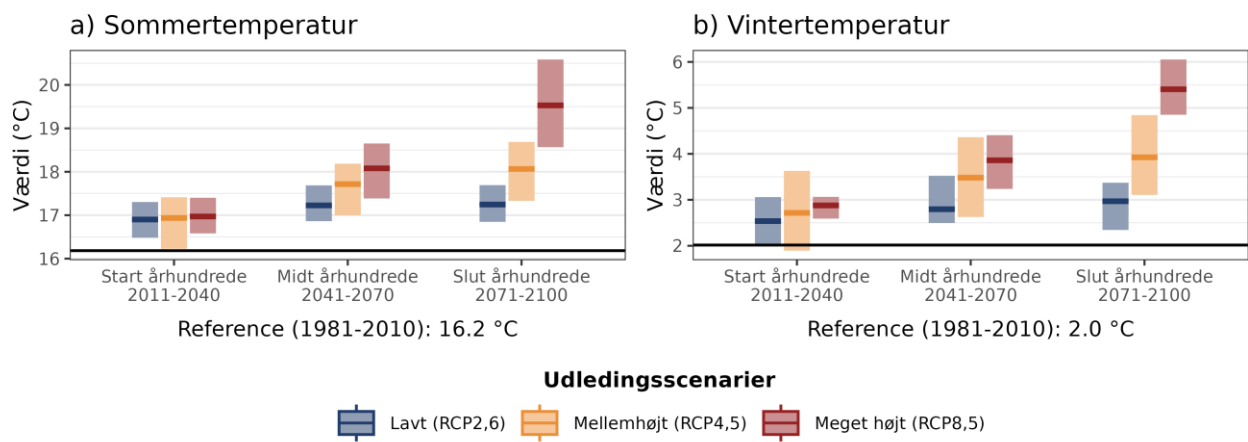 a) Sommertemperatur
Værdi (°C)
20
19
18
17
16
Start århundrede
2011-2040
Midt århundrede
2041-2070
Slut århundrede
2071-2100
Reference (1981-2010): 16.2 °C
b) Vintertemperatur
Værdi (°C)
6
5
4
3
2
Start århundrede
2011-2040
Midt århundrede
2041-2070
Slut århundrede
2071-2100
Reference (1981-2010): 2.0 °C
Udledingsscenarier
Lavt (RCP2,6)
Mellemhøjt (RCP4,5)
Meget højt (RCP8,5)